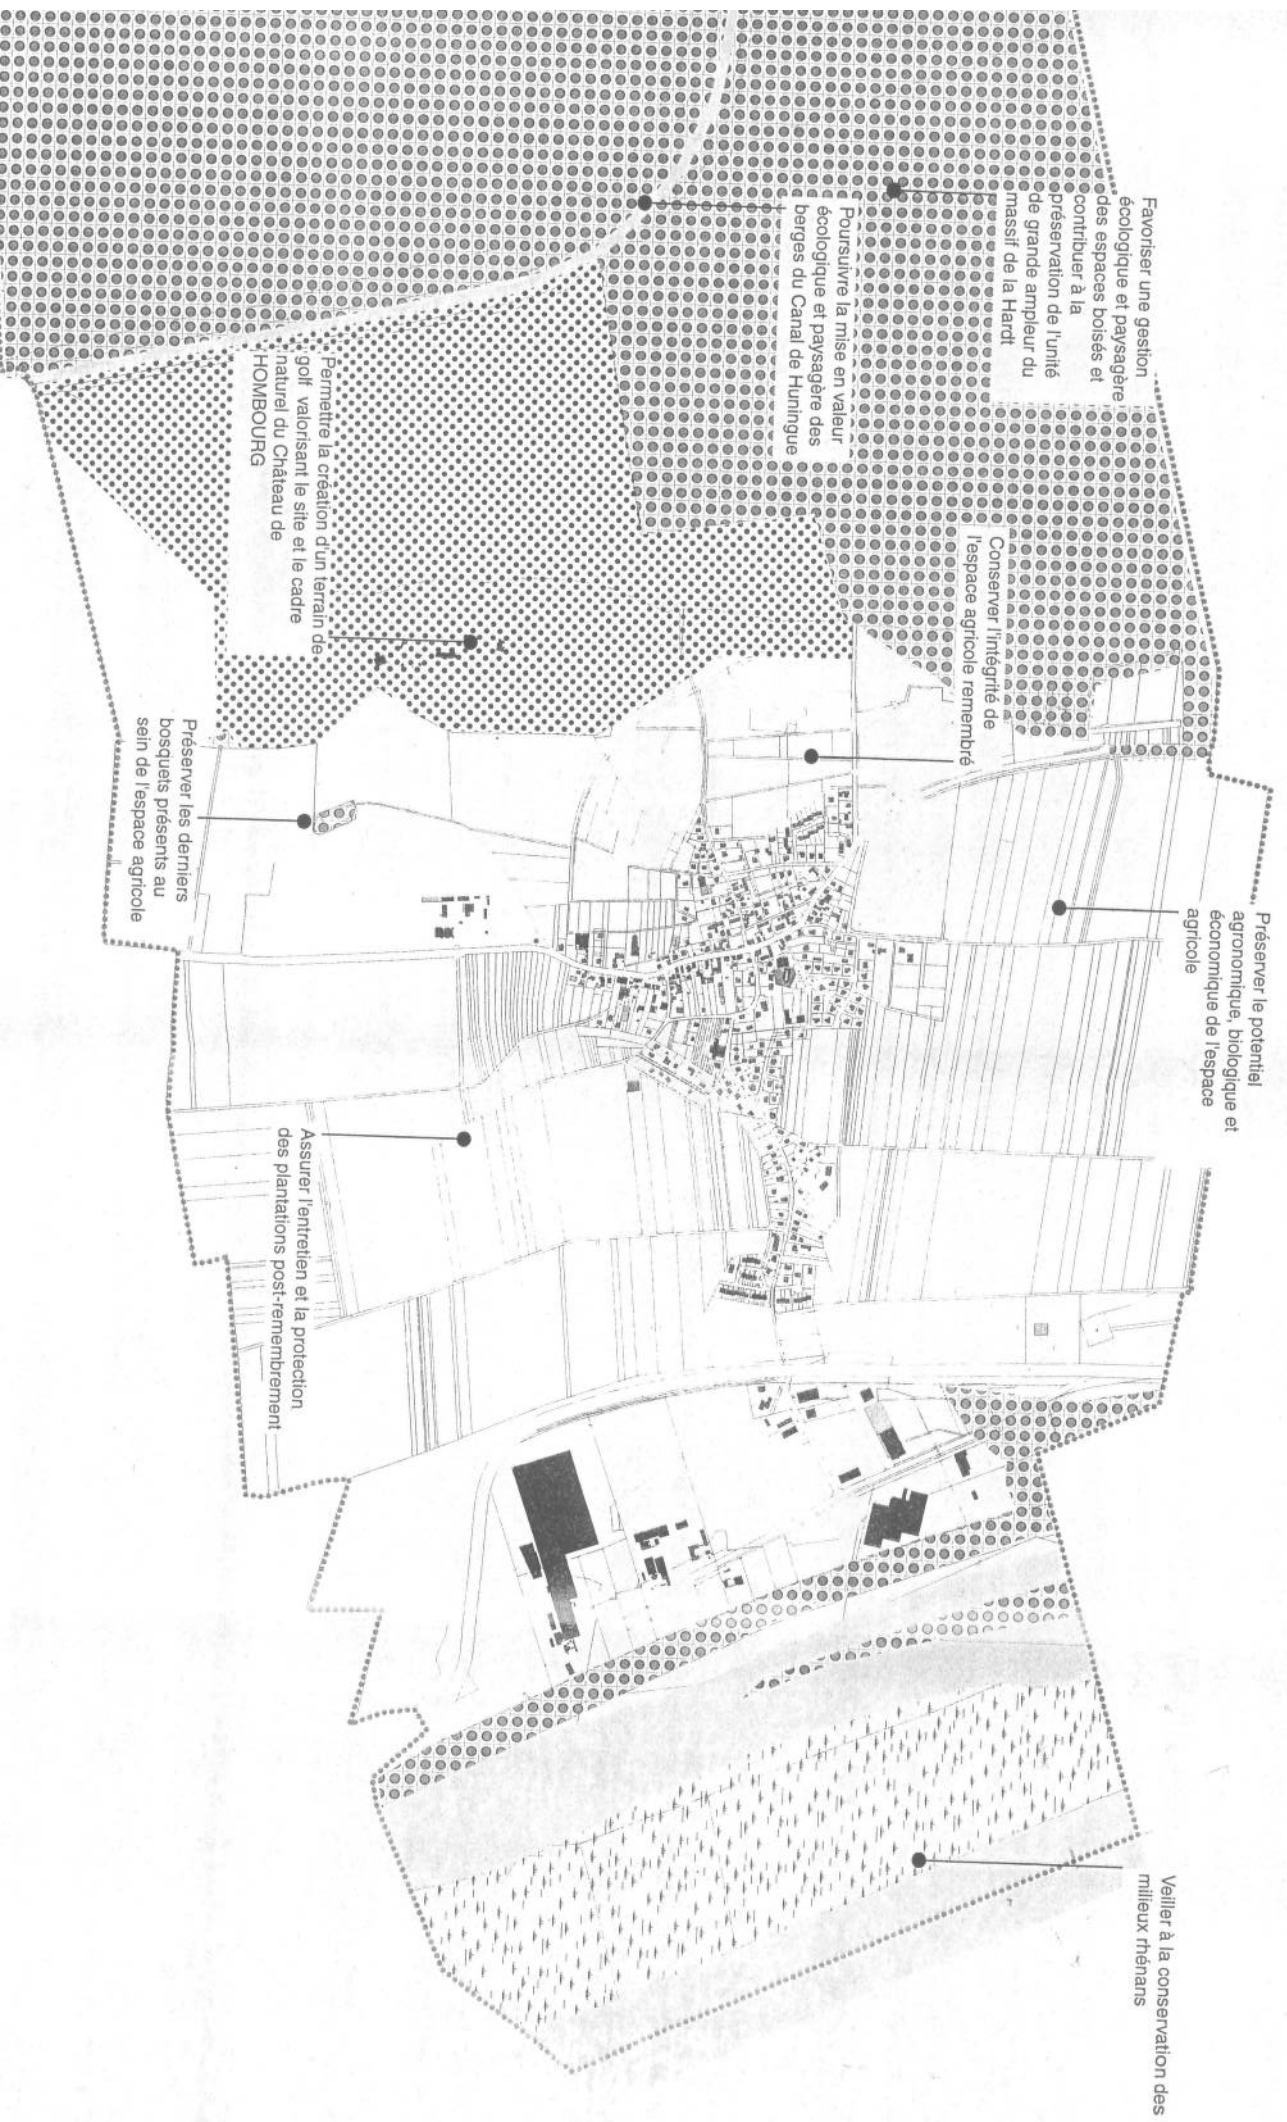 Favoriser une gestion
écologique et paysagère
des espaces boisés et
contribuer à la
préservation de l'unité
de grande ampleur du
massif de la Hardt
Poursuivre la mise en valeur
écologique et paysagère des
berges du Canal de Huningue
Permettre la création d'un terrain de
golf valorisant le site et le cadre
naturel du Château de
HOMBOURG
Conserver l'intégrité de
l'espace agricole remembré
Préserver les derniers
bosquets présents au
sein de l'espace agricole
Préserver le potentiel
agronomique, biologique et
économique de l'espace
agricole
Assurer l'entretien et la protection
des plantations post-remembrement
Veiller à la conservation des
milieux rhénans